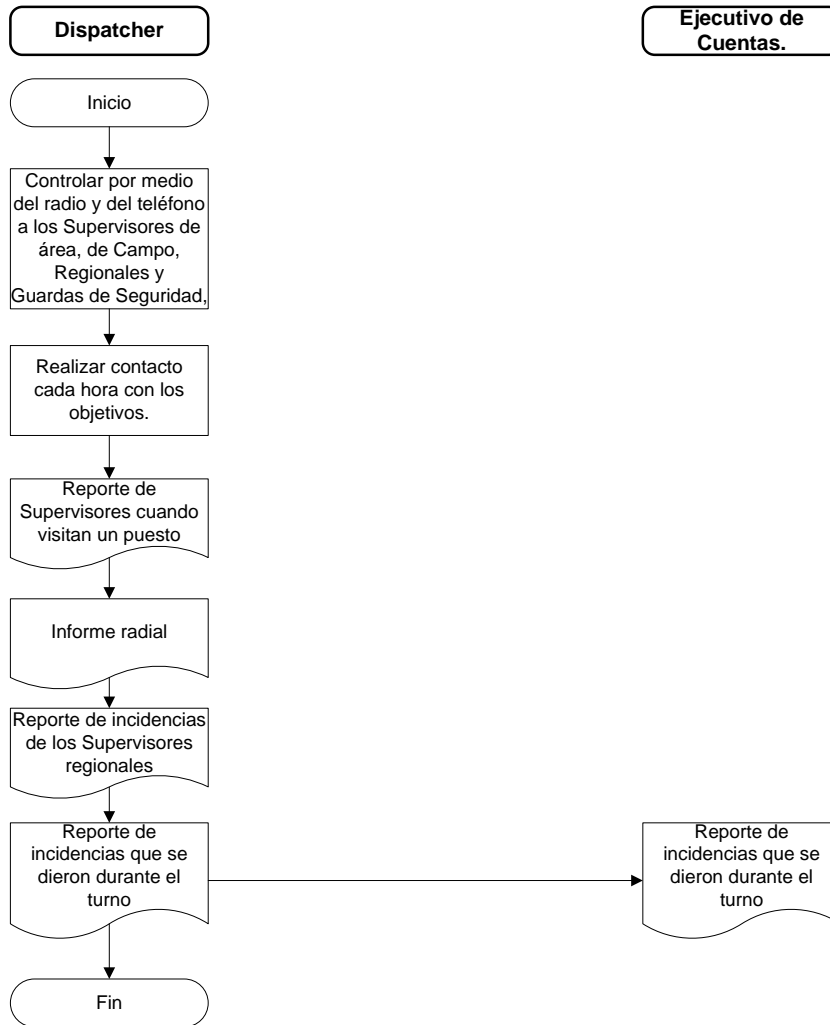 Dispatcher
Ejecutivo de
Cuentas.
Inicio
Controlar por medio
del radio y del teléfono
a los Supervisores de
área, de Campo,
Regionales y
Guardas de Seguridad,
Realizar contacto
cada hora con los
objetivos.
Reporte de
Supervisores cuando
visitan un puesto
Informe radial
Reporte de incidencias
de los Supervisores
regionales
Reporte de
incidencias que se
dieron durante el
turno
Reporte de
incidencias que se
dieron durante el
turno
Fin